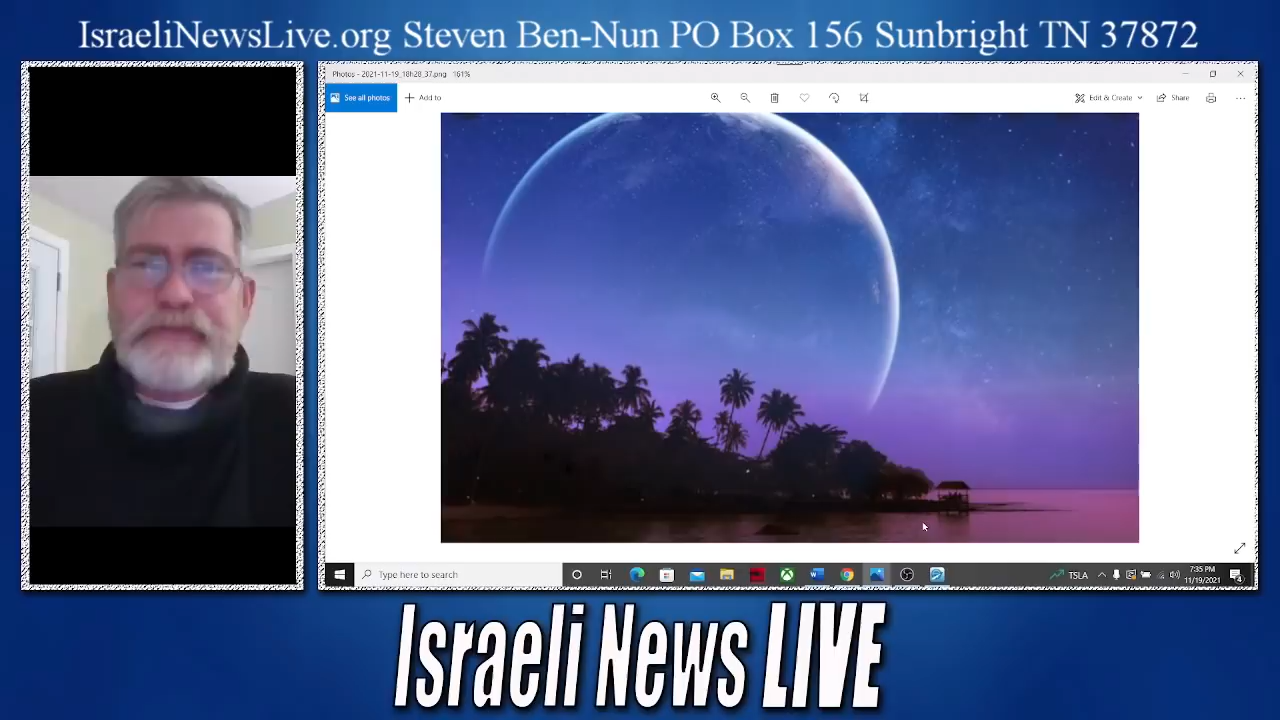 IsraeliNewsLive.org Steven Ben-Nun PO Box 156 Sunbright TN 37872
Photos - 2021-11-19_18h28_37.png 161%
See all photos
Add to
Edit & Create
Share
Type here to search
TSLA
7:35 PM
11/19/2021
4
Israeli News LIVE